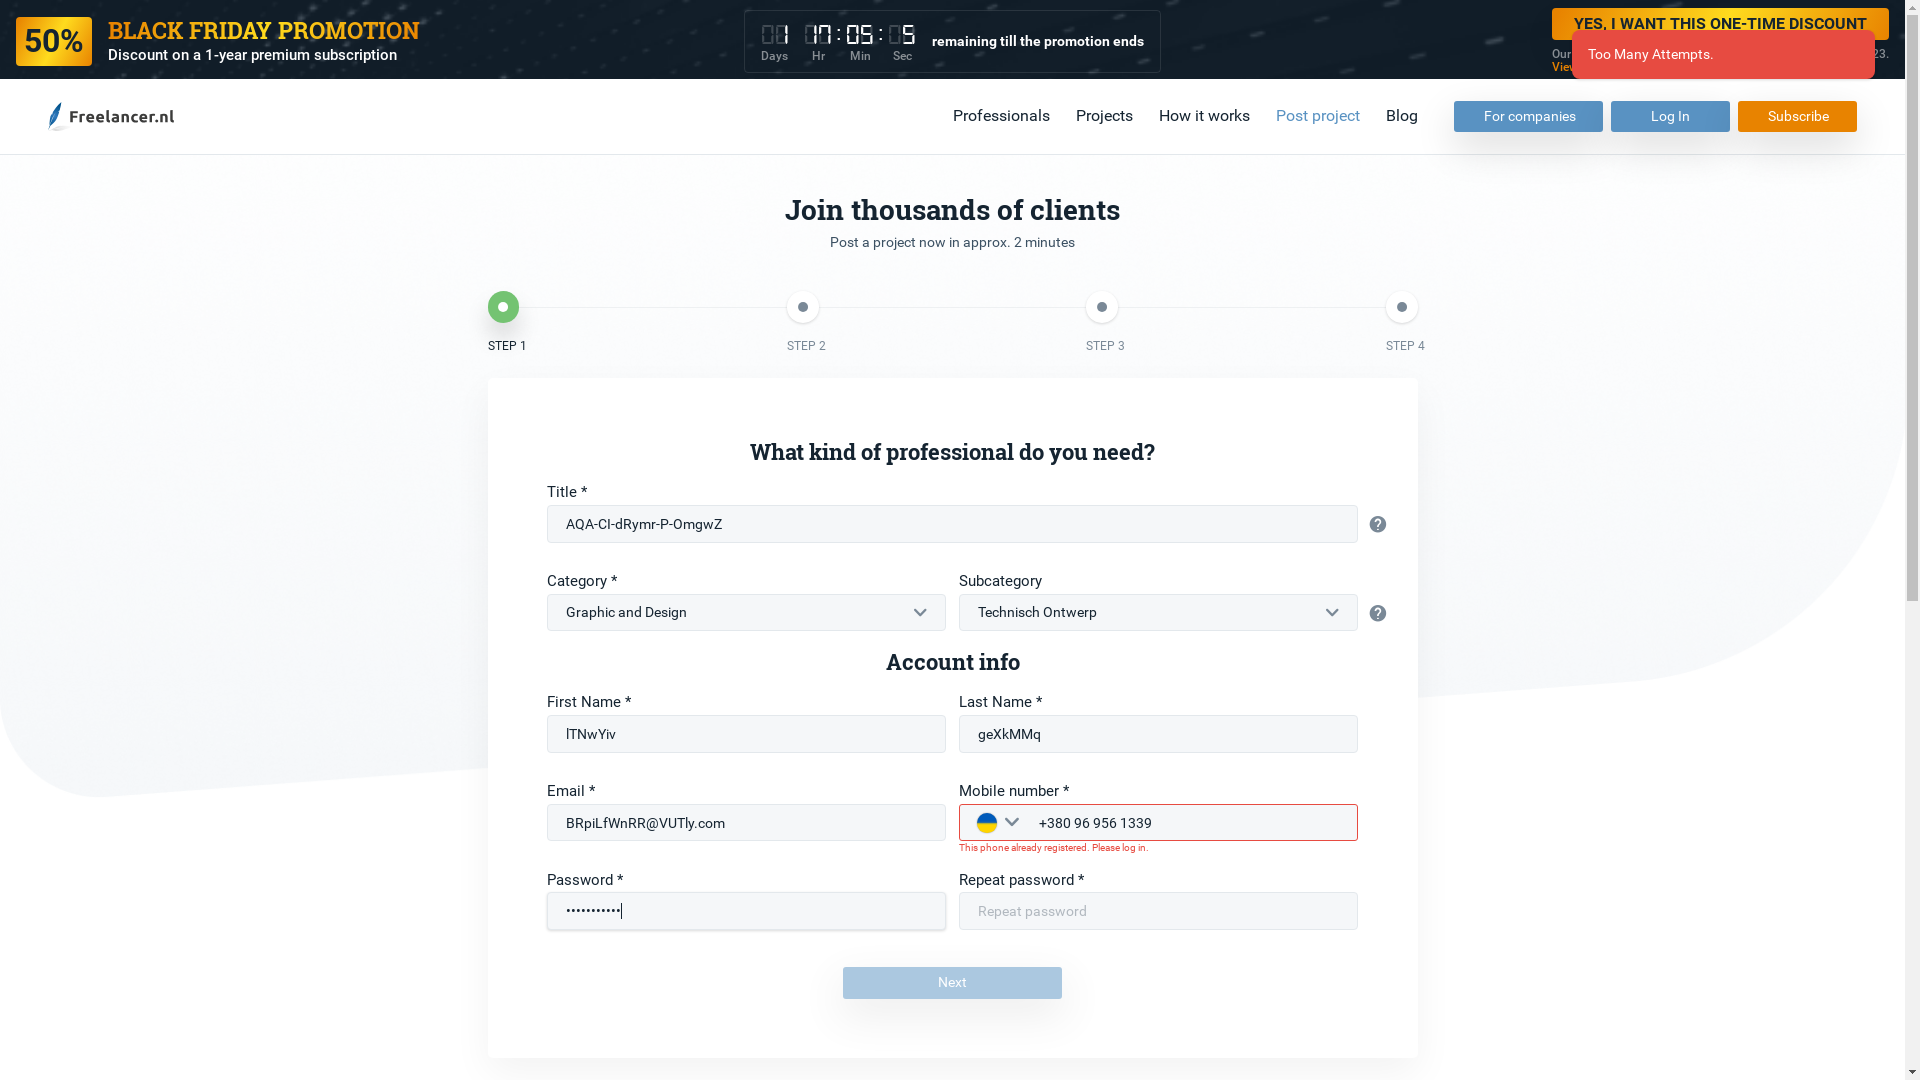 50%
BLACK FRIDAY PROMOTION
Discount on a 1-year premium subscription
1 17 : 05 : 5
Days Hr Min Sec
remaining till the promotion ends
YES, I WANT THIS ONE-TIME DISCOUNT
Our
23.
Too Many Attempts.
Freelancer.nl
Professionals
Projects
How it works
Post project
Blog
For companies
Log In
Subscribe
Join thousands of clients
Post a project now in approx. 2 minutes
STEP 1
STEP 2
STEP 3
STEP 4
What kind of professional do you need?
Title *
AQA-CI-dRymr-P-OmgwZ
?
Category *
Subcategory
Graphic and Design
Technisch Ontwerp
?
Account info
First Name *
Last Name *
lTNwYiv
geXkMMq
Email *
Mobile number *
BRpiLfWnRR@VUTly.com
+380 96 956 1339
This phone already registered. Please log in.
Password *
Repeat password *
•••••••••••
Repeat password
Next